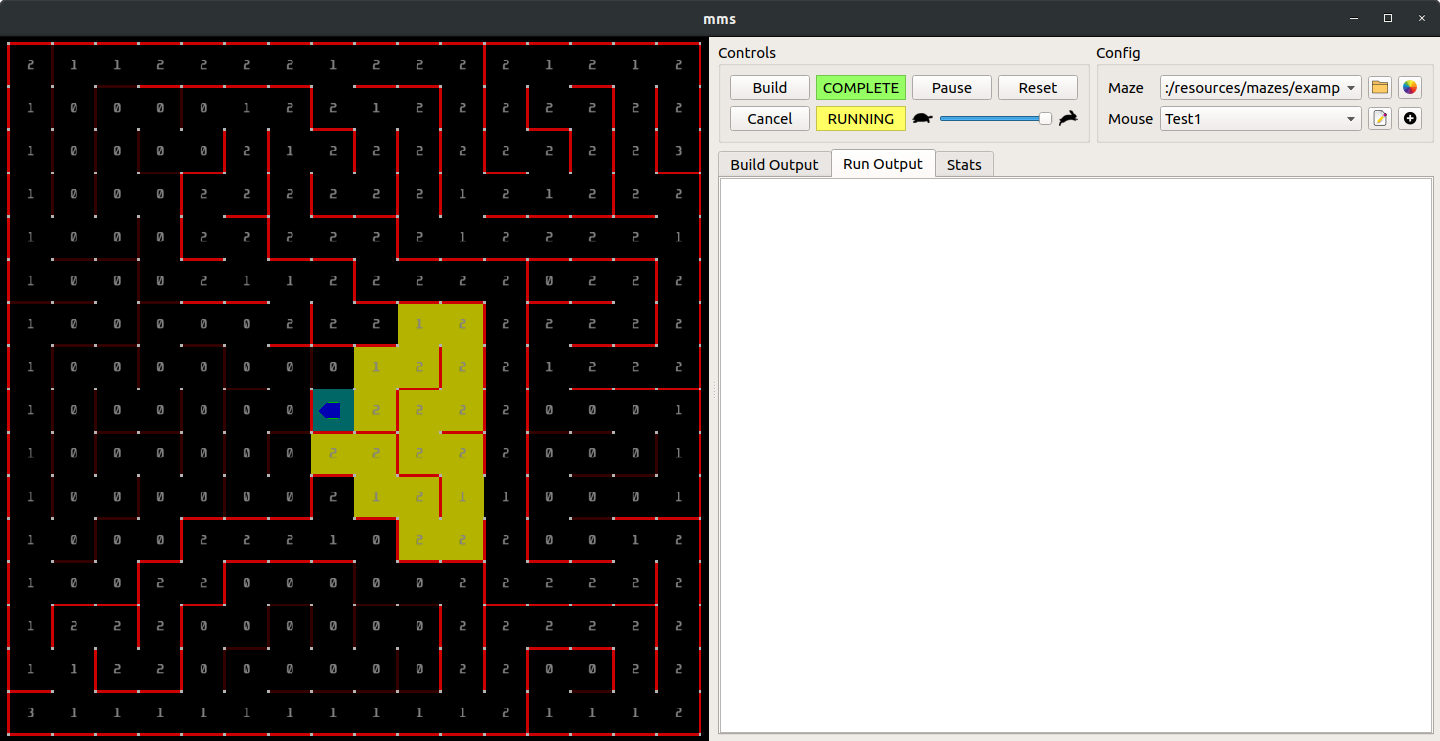 mms
Controls
Config
Build COMPLETE Pause Reset
Maze :/resources/mazes/examp
Cancel RUNNING
Mouse Test1
Build Output Run Output Stats
2 1 1 2 2 2 2 1 2 2 2 2 1 2 1 2
1 0 0 0 0 1 2 2 1 2 2 2 2 2 2 2
1 0 0 0 0 2 1 2 2 2 2 2 2 2 2 3
1 0 0 0 2 2 2 2 2 2 1 2 1 2 2 2
1 0 0 0 2 2 2 2 2 2 1 2 2 2 2 1
1 0 0 0 2 1 1 2 2 2 2 2 0 2 2 2
1 0 0 0 0 0 2 2 2 1 2 2 2 2 2 2
1 0 0 0 0 0 0 0 1 2 2 2 1 2 2 2
1 0 0 0 0 0 0 2 2 2 2 0 0 0 1
1 0 0 0 0 0 0 2 2 2 2 2 0 0 0 1
1 0 0 0 0 0 0 2 1 2 1 1 0 0 0 1
1 0 0 0 2 2 2 1 0 2 2 2 0 0 1 2
1 0 0 2 2 0 0 0 0 0 2 2 2 2 2 2
1 2 2 2 0 0 0 0 0 0 2 2 2 2 2 2
1 1 2 2 0 0 0 0 0 0 2 2 0 0 2 2
3 1 1 1 1 1 1 1 1 1 1 2 1 1 1 2